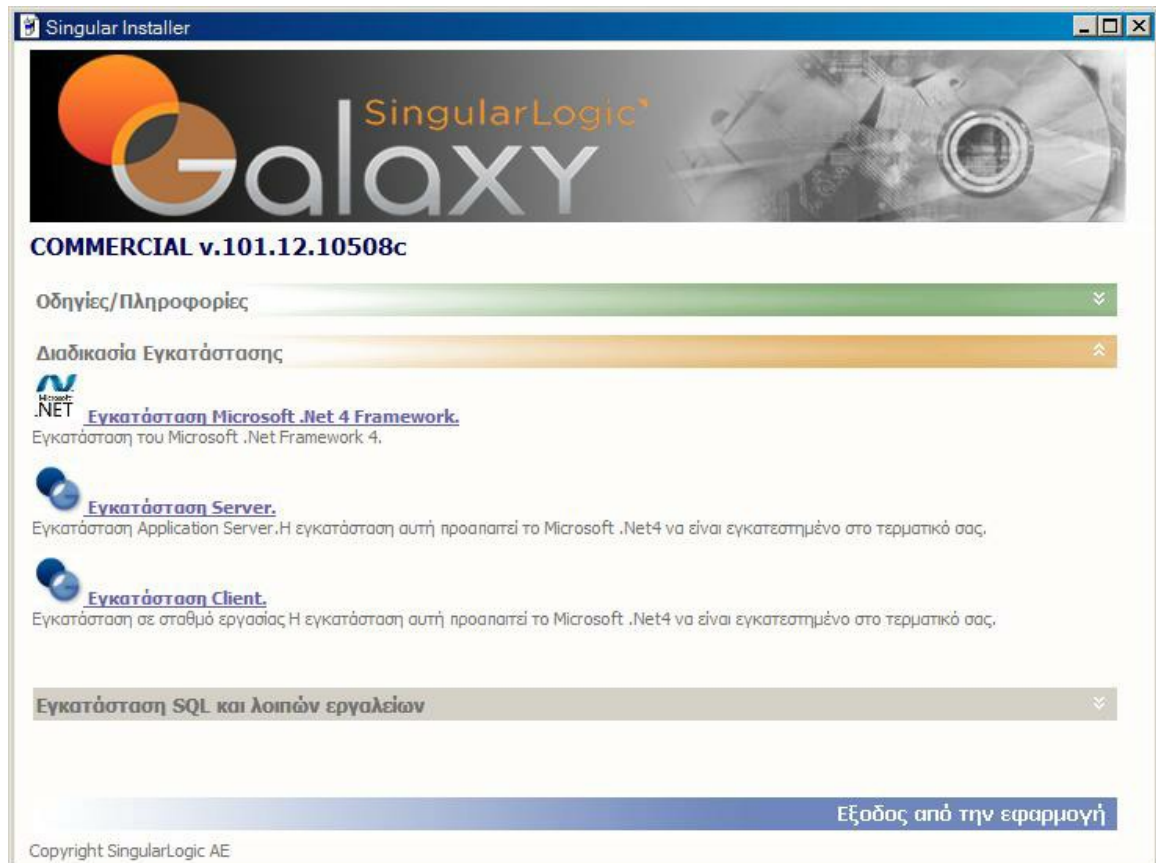 Singular Installer
SingularLogic
Galaxy
COMMERCIAL v.101.12.10508c
Οδηγίες/Πληροφορίες
Διαδικασία Εγκατάστασης
Microsoft
.NET
Εγκατάσταση Microsoft .Net 4 Framework.
Εγκατάσταση του Microsoft .Net Framework 4.
Εγκατάσταση Server.
Εγκατάσταση Application Server.Η εγκατάσταση αυτή προαπαιτεί το Microsoft .Net4 να είναι εγκατεστημένο στο τερματικό σας.
Εγκατάσταση Client.
Εγκατάσταση σε σταθμό εργασίας Η εγκατάσταση αυτή προαπαιτεί το Microsoft .Net4 να είναι εγκατεστημένο στο τερματικό σας.
Εγκατάσταση SQL και λοιπών εργαλείων
Εξοδος από την εφαρμογή
Copyright SingularLogic AE